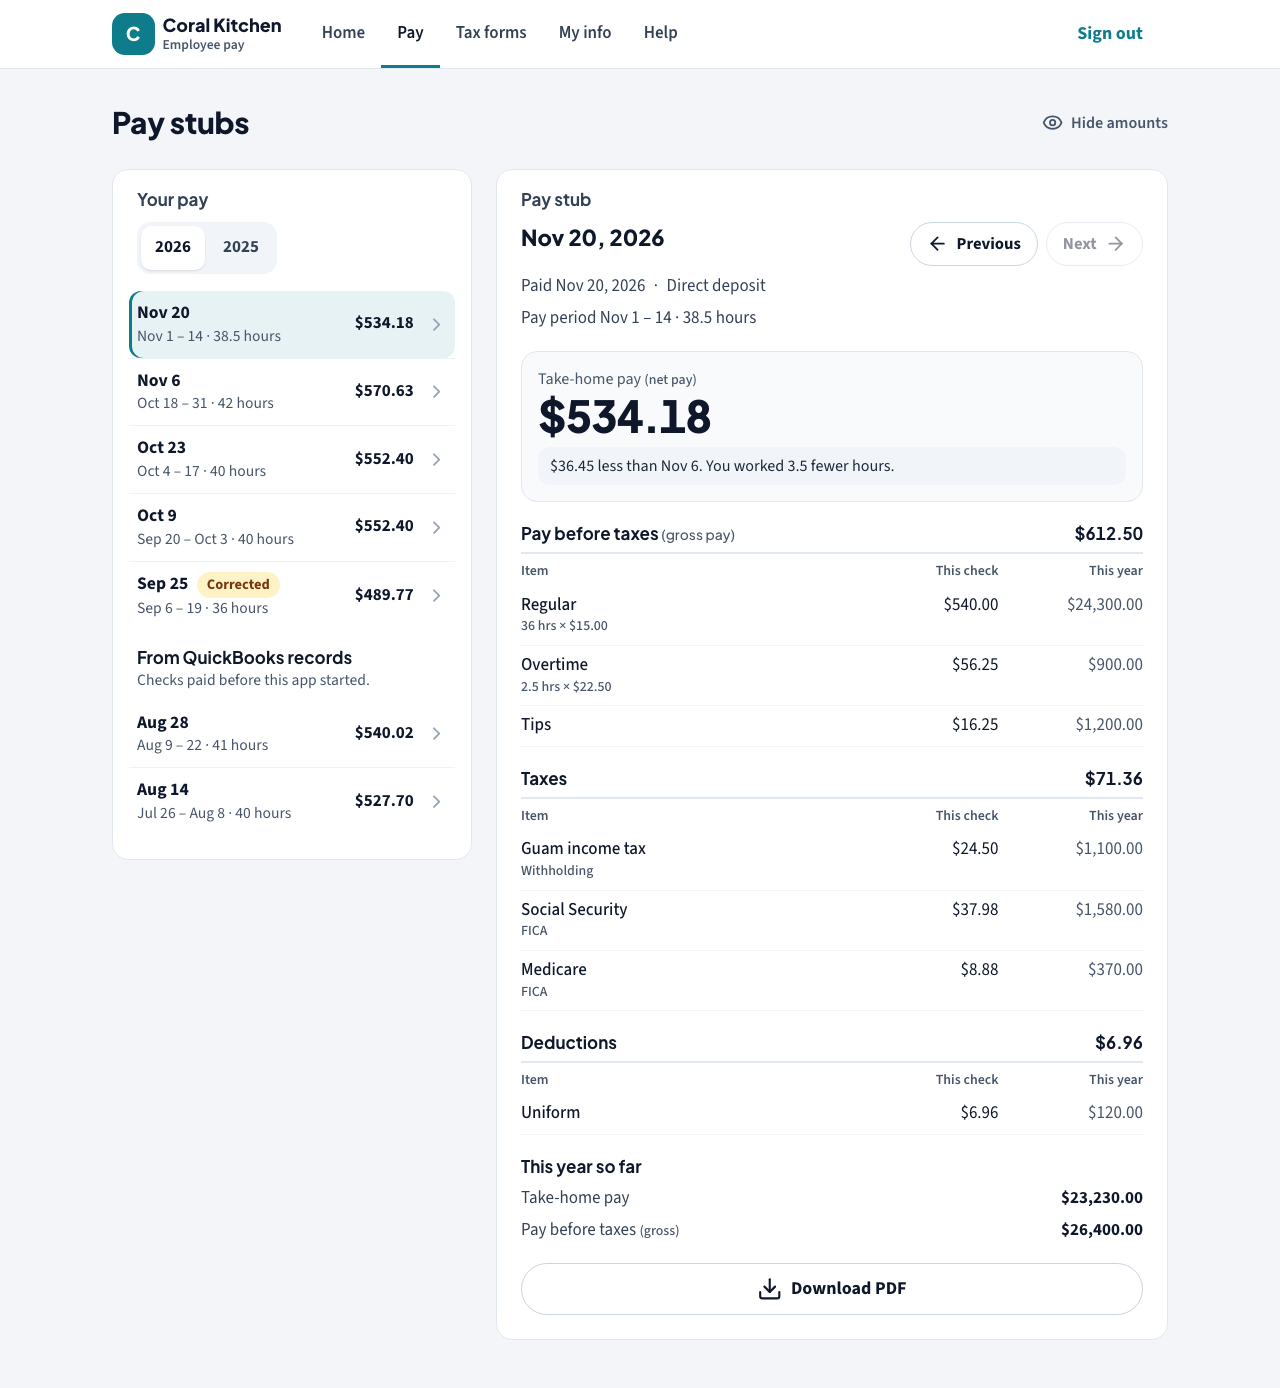 C
Coral Kitchen
Employee pay
Home
Pay
Tax forms
My info
Help
Sign out
Pay stubs
Hide amounts
Your pay
2026
2025
Nov 20
Nov 1 – 14 · 38.5 hours
$534.18
Nov 6
Oct 18 – 31 · 42 hours
$570.63
Oct 23
Oct 4 – 17 · 40 hours
$552.40
Oct 9
Sep 20 – Oct 3 · 40 hours
$552.40
Sep 25 Corrected
Sep 6 – 19 · 36 hours
$489.77
From QuickBooks records
Checks paid before this app started.
Aug 28
Aug 9 – 22 · 41 hours
$540.02
Aug 14
Jul 26 – Aug 8 · 40 hours
$527.70
Pay stub
Nov 20, 2026
Previous
Next
Paid Nov 20, 2026 · Direct deposit
Pay period Nov 1 – 14 · 38.5 hours
Take-home pay (net pay)
$534.18
$36.45 less than Nov 6. You worked 3.5 fewer hours.
Pay before taxes (gross pay) $612.50
Item This check This year
Regular $540.00 $24,300.00
36 hrs × $15.00
Overtime $56.25 $900.00
2.5 hrs × $22.50
Tips $16.25 $1,200.00
Taxes $71.36
Item This check This year
Guam income tax $24.50 $1,100.00
Withholding
Social Security $37.98 $1,580.00
FICA
Medicare $8.88 $370.00
FICA
Deductions $6.96
Item This check This year
Uniform $6.96 $120.00
This year so far
Take-home pay $23,230.00
Pay before taxes (gross) $26,400.00
Download PDF